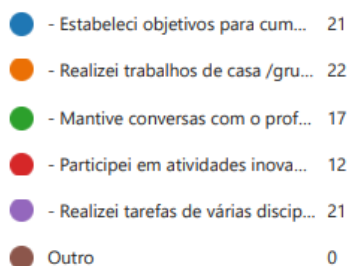 - Estabeleci objetivos para cum... 21
- Realizei trabalhos de casa /gru... 22
- Mantive conversas com o prof... 17
- Participei em atividades inova... 12
- Realizei tarefas de várias discip... 21
Outro 0